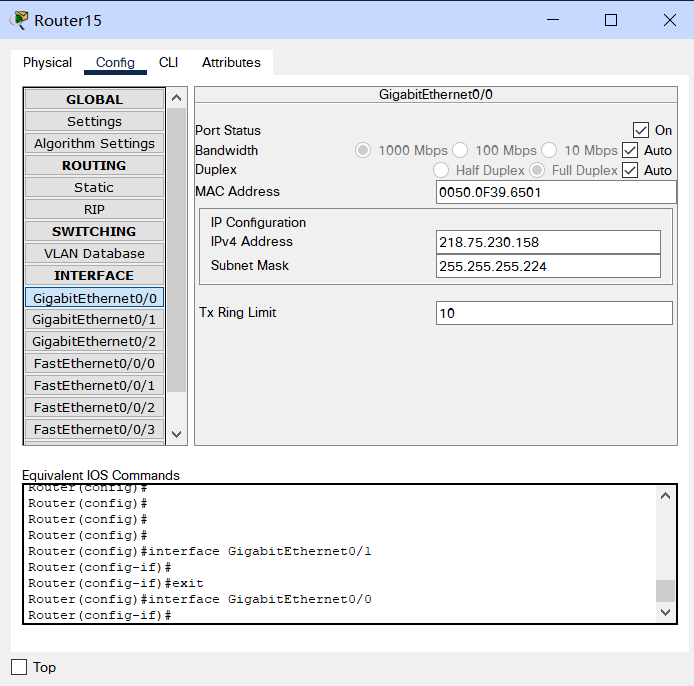 Router15
Physical Config CLI Attributes
GLOBAL
Settings
Algorithm Settings
ROUTING
Static
RIP
SWITCHING
VLAN Database
INTERFACE
GigabitEthernet0/0
GigabitEthernet0/1
GigabitEthernet0/2
FastEthernet0/0/0
FastEthernet0/0/1
FastEthernet0/0/2
FastEthernet0/0/3
GigabitEthernet0/0
Port Status On
Bandwidth 1000 Mbps 100 Mbps 10 Mbps Auto
Duplex Half Duplex Full Duplex Auto
MAC Address 0050.0F39.6501
IP Configuration
IPv4 Address 218.75.230.158
Subnet Mask 255.255.255.224
Tx Ring Limit 10
Equivalent IOS Commands
Router(config)#
Router(config)#
Router(config)#
Router(config)#
Router(config)#interface GigabitEthernet0/1
Router(config-if)#
Router(config-if)#exit
Router(config)#interface GigabitEthernet0/0
Router(config-if)#
Top